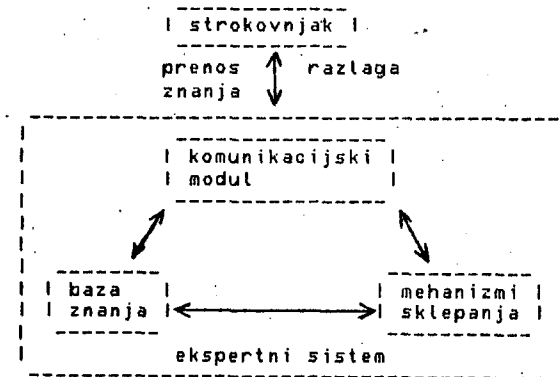 strokovnjak
prenos razlaga
znanja
komunikacijski
modul
baza mehanizmi
znanja sklepanja
ekspertni sistem